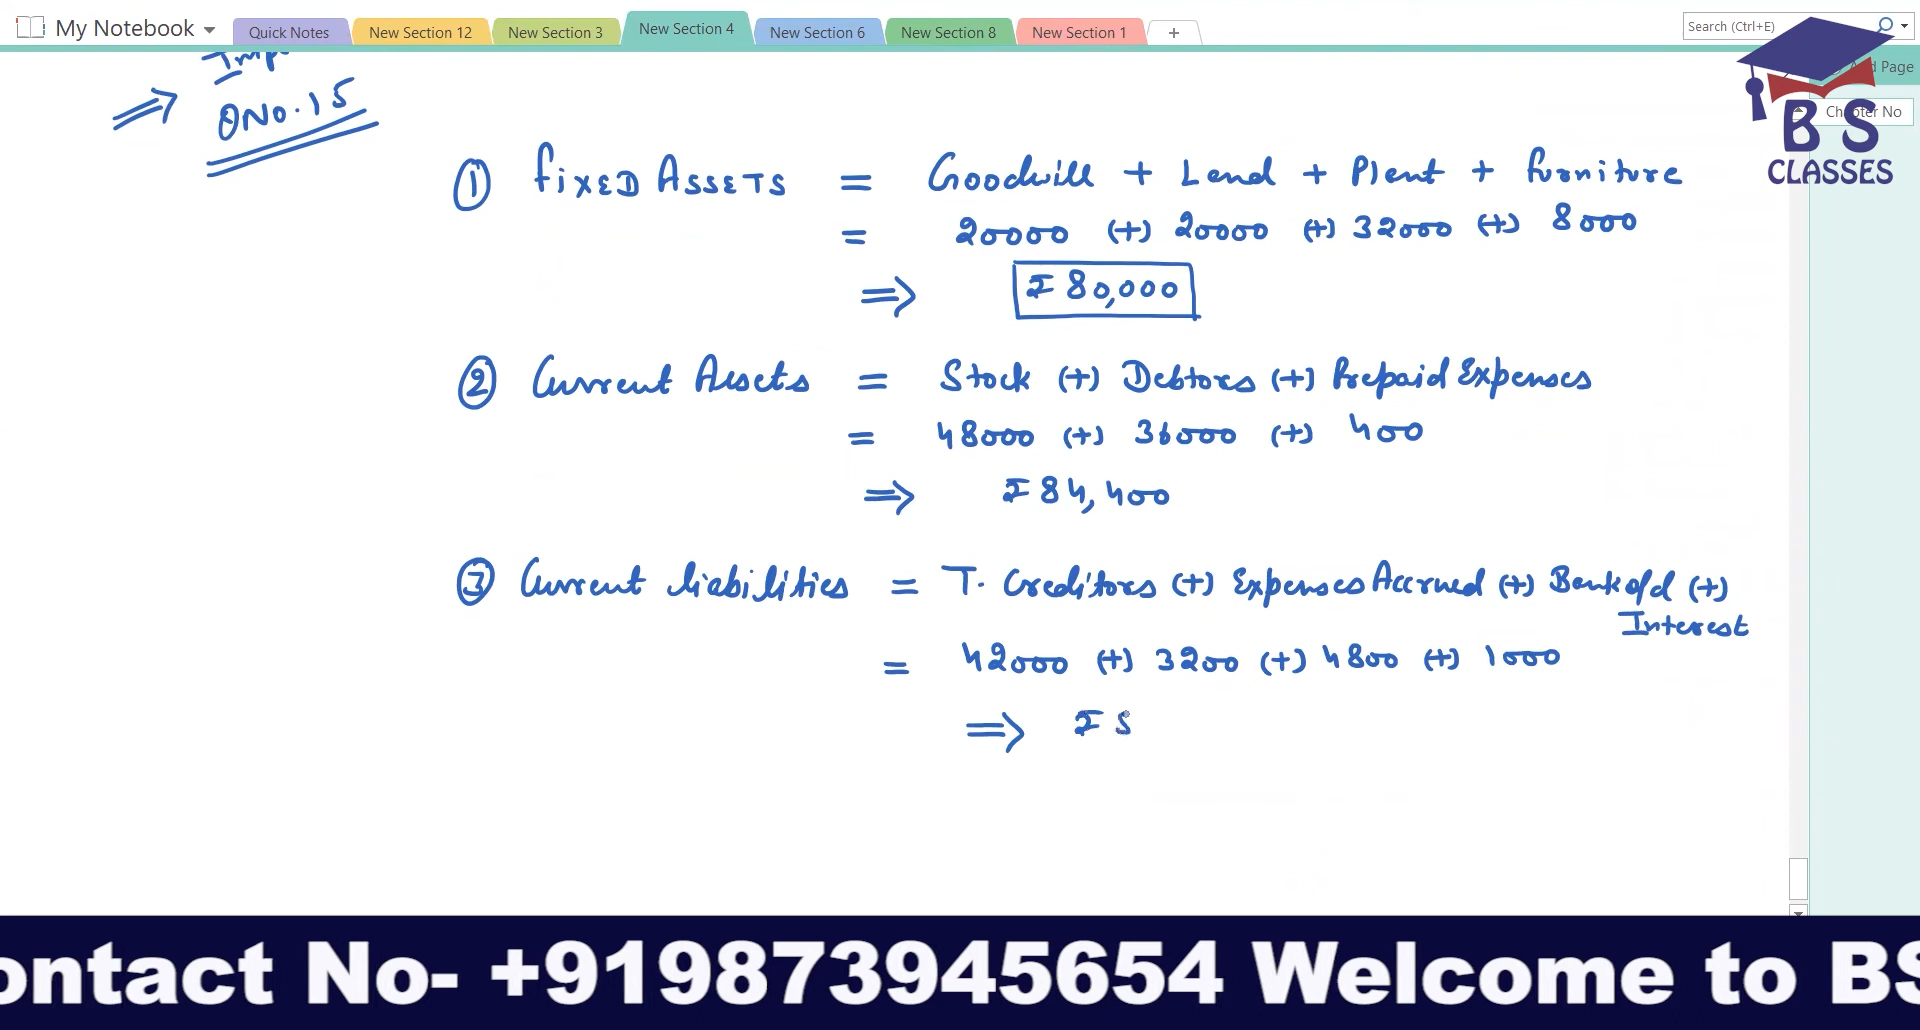 My Notebook
Quick Notes
New Section 12
New Section 3
New Section 4
New Section 6
New Section 8
New Section 1
+
Search (Ctrl+E)
d Page
Chapter No
B S
CLASSES
QNo.15
① FIXED ASSETS = Goodwill + Land + Plant + Furniture
= 20000 (+) 20000 (+) 32000 (+) 8000
⇒ ₹80,000
② Current Assets = Stock (+) Debtors (+) Prepaid Expenses
= 48000 (+) 36000 (+) 400
⇒ ₹84,400
③ Current liabilities = T. Creditors (+) Expenses Accrued (+) Bank o/d (+)
Interest
= 42000 (+) 3200 (+) 4800 (+) 1000
⇒ ₹5
ontact No- +919873945654 Welcome to BS